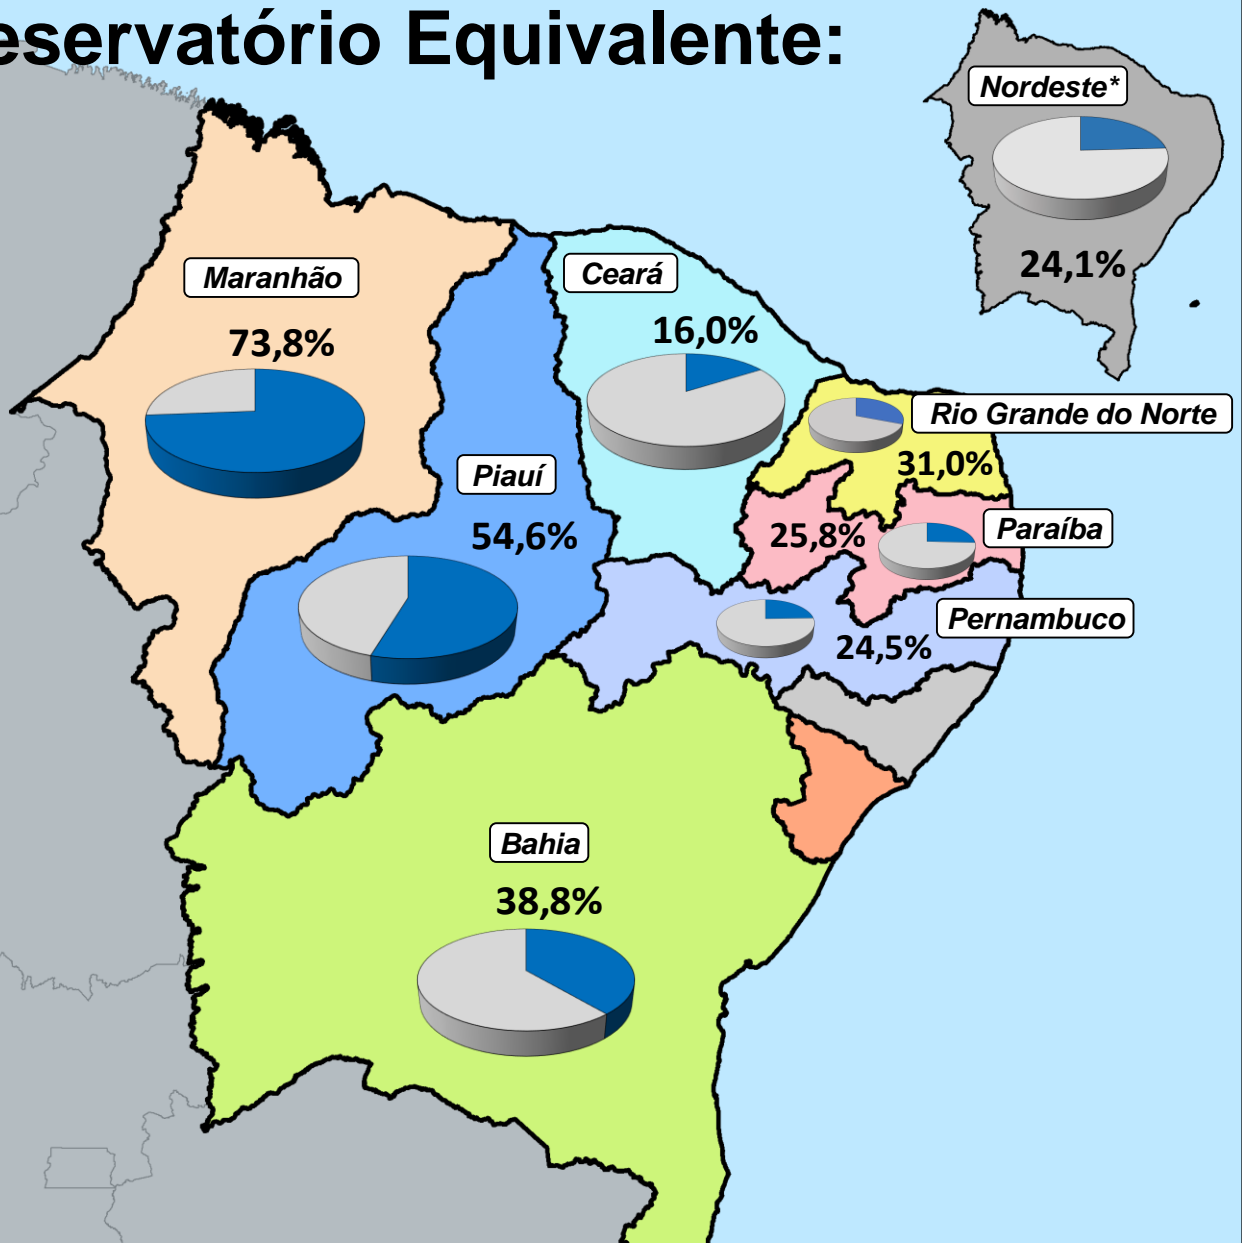 eservatório Equivalente:
Nordeste*
24,1%
Maranhão
73,8%
Ceará
16,0%
Rio Grande do Norte
31,0%
Piauí
54,6%
Paraíba
25,8%
Pernambuco
24,5%
Bahia
38,8%